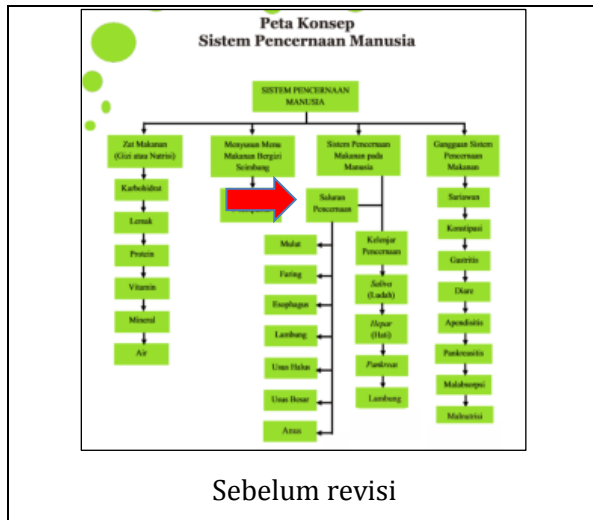 Peta Konsep
Sistem Pencernaan Manusia
SISTEM PENCERNAAN
MANUSIA
Zat Makanan
(Gizi atau Nutrisi)
Karbohidrat
Lemak
Protein
Vitamin
Mineral
Air
Menyusun Menu
Makanan Bergizi
Seimbang
Sistem Pencernaan
Makanan pada
Manusia
Saluran
Pencernaan
Mulut
Faring
Esophagus
Lambung
Usus Halus
Usus Besar
Anus
Kelenjar
Pencernaan
Saliva
(Ludah)
Hepar
(Hati)
Pankreas
Lambung
Gangguan Sistem
Pencernaan
Makanan
Sariawan
Konstipasi
Gastritis
Diare
Apendisitis
Pankreasitis
Malabsorpsi
Malnutrisi
Sebelum revisi